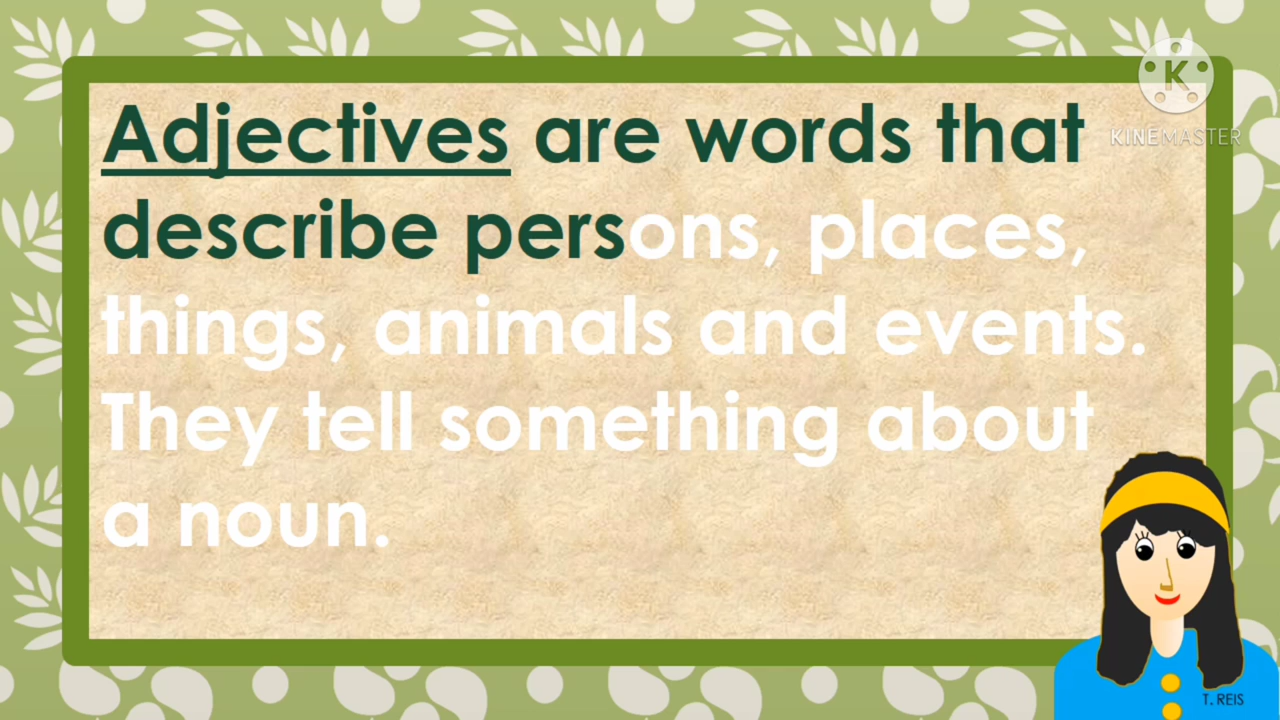 Adjectives are words that
describe persons, places,
things, animals and events.
They tell something about
a noun.
K
KINEMASTER
T. REIS